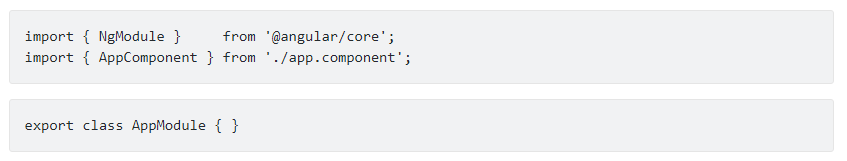 import { NgModule }     from '@angular/core';
import { AppComponent } from './app.component';
export class AppModule { }